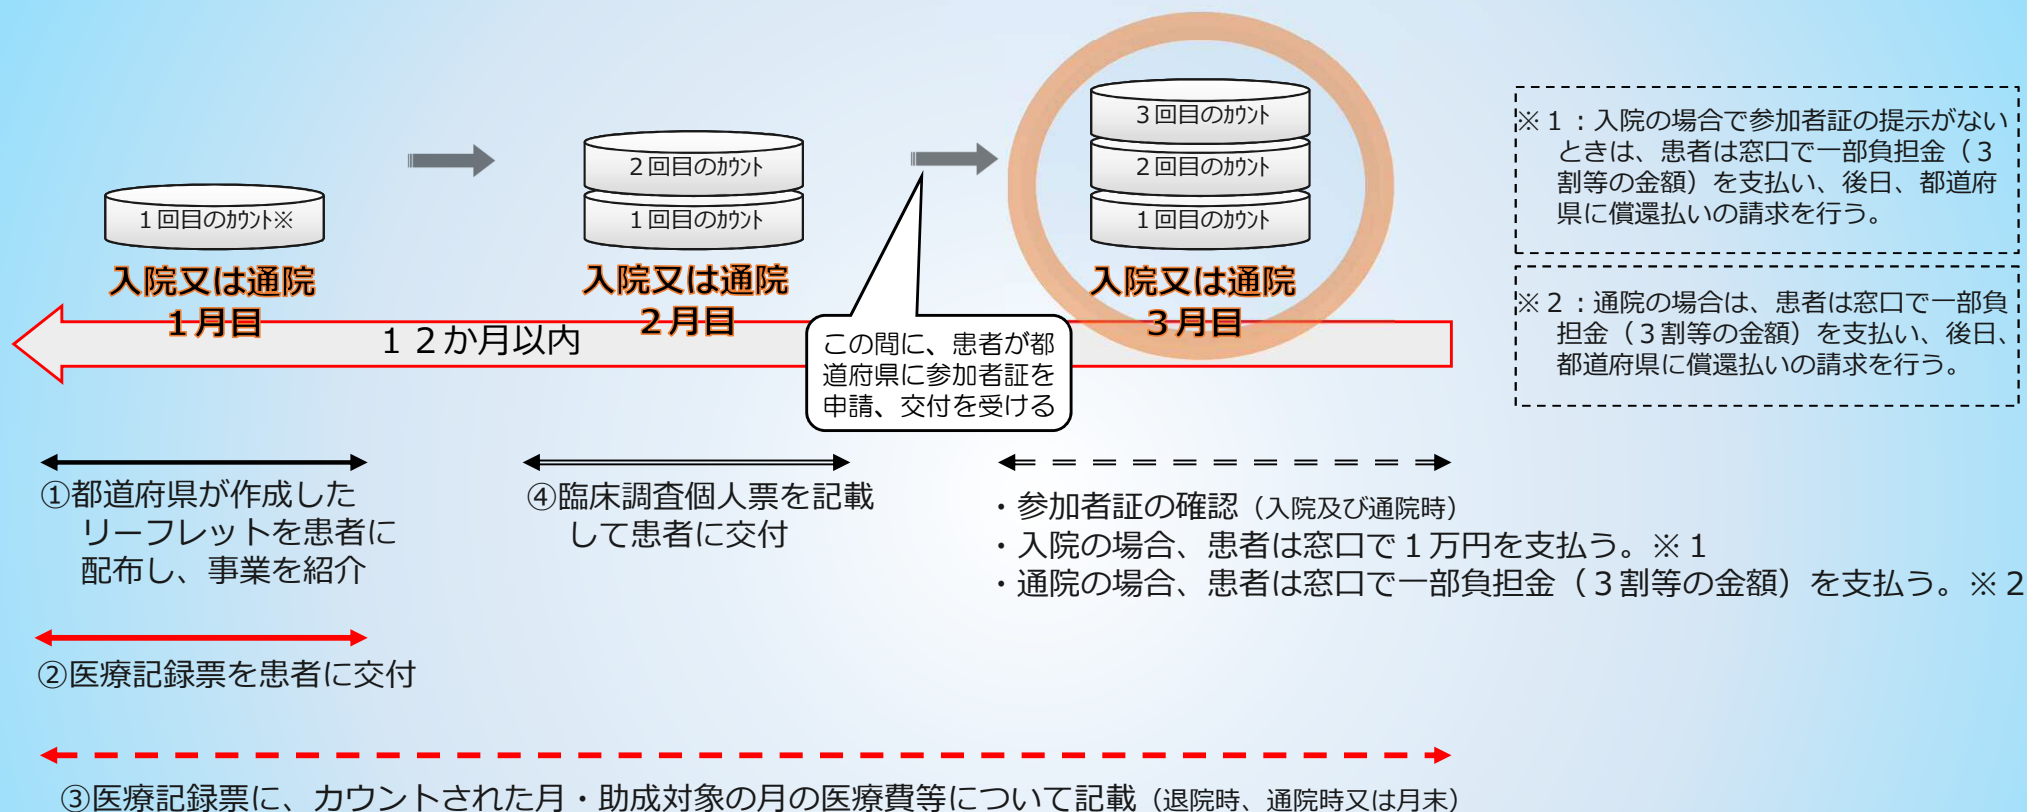 1回目のカウント※
入院又は通院
1月目
2回目のカウント
1回目のカウント
入院又は通院
2月目
3回目のカウント
2回目のカウント
1回目のカウント
入院又は通院
3月目
12か月以内
この間に、患者が都
道府県に参加者証を
申請、交付を受ける
※1:入院の場合で参加者証の提示がない
ときは、患者は窓口で一部負担金(3
割等の金額)を支払い、後日、都道府
県に償還払いの請求を行う。
※2:通院の場合は、患者は窓口で一部負
担金(3割等の金額)を支払い、後日、
都道府県に償還払いの請求を行う。
①都道府県が作成した
リーフレットを患者に
配布し、事業を紹介
④臨床調査個人票を記載
して患者に交付
・参加者証の確認(入院及び通院時)
・入院の場合、患者は窓口で1万円を支払う。※1
・通院の場合、患者は窓口で一部負担金(3割等の金額)を支払う。※2
②医療記録票を患者に交付
③医療記録票に、カウントされた月・助成対象の月の医療費等について記載(退院時、通院時又は月末)